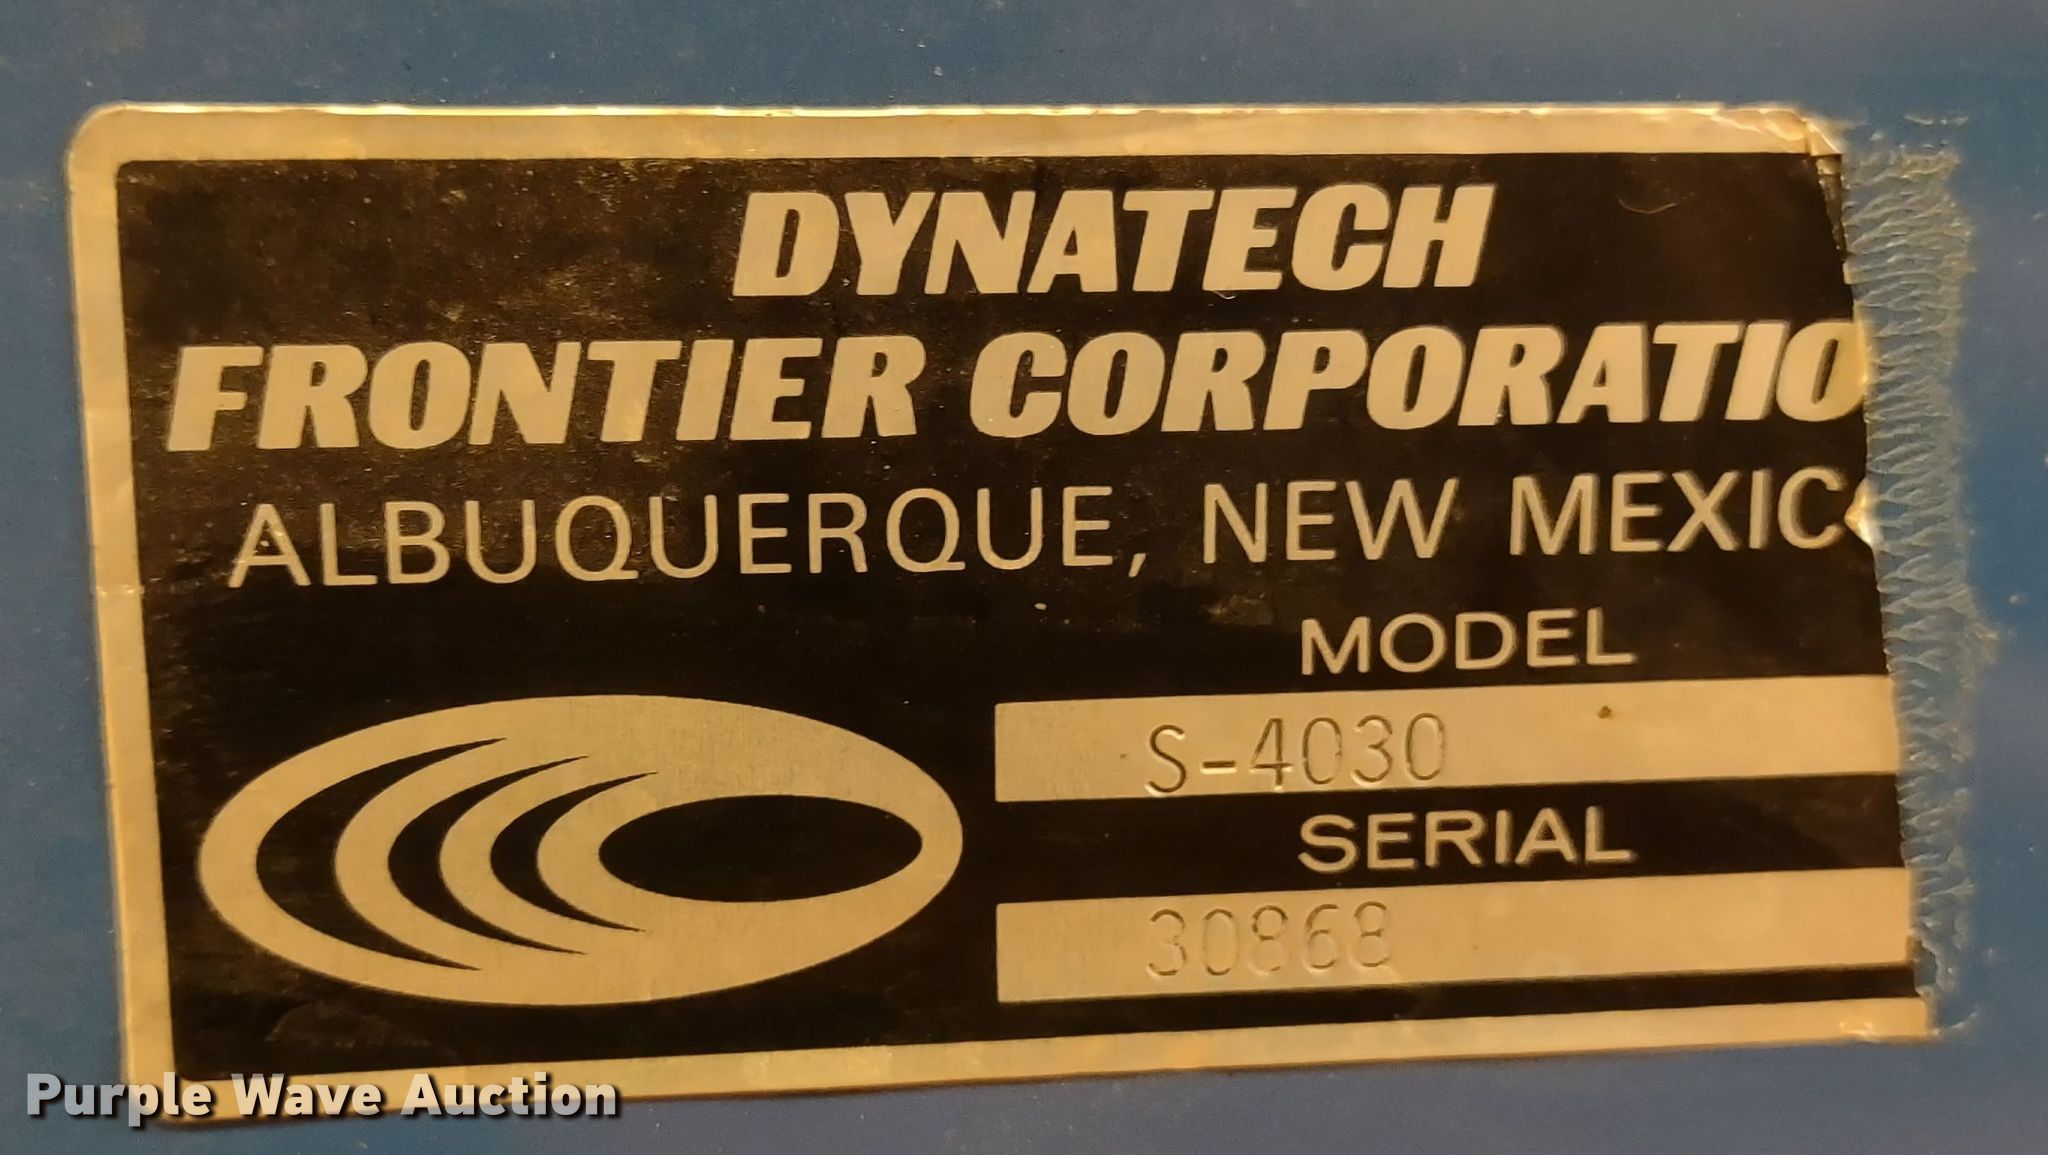 DYNATECH
FRONTIER CORPORATIO
ALBUQUERQUE, NEW MEXIC
MODEL
S-4030
SERIAL
30868
Purple Wave Auction